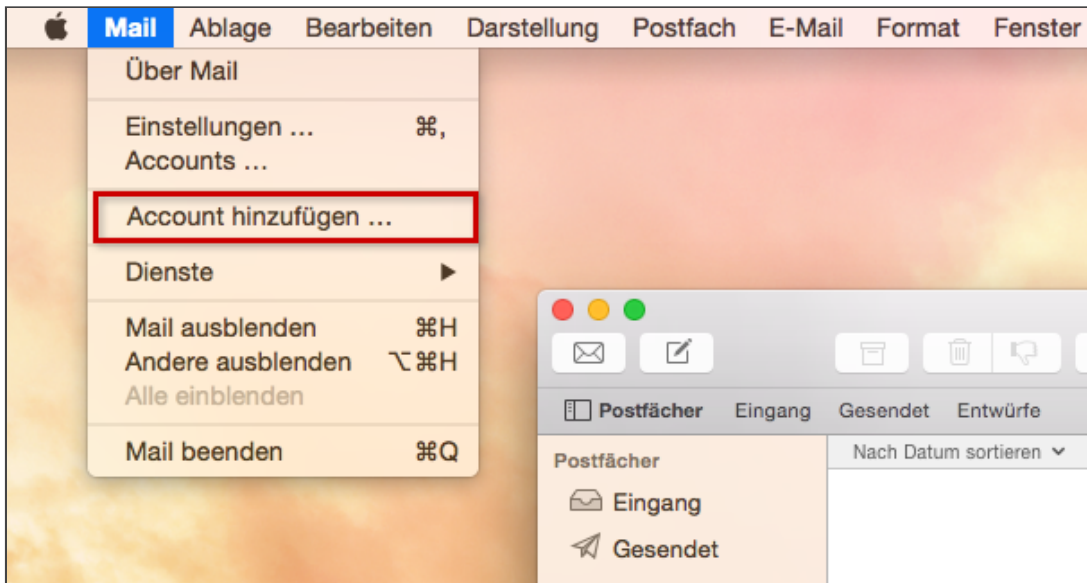 Mail Ablage Bearbeiten Darstellung Postfach E-Mail Format Fenster
Über Mail
Einstellungen ... ⌘,
Accounts ...
Account hinzufügen ...
Dienste ▶
Mail ausblenden ⌘H
Andere ausblenden ⌥⌘H
Alle einblenden
Mail beenden ⌘Q
Postfächer Eingang Gesendet Entwürfe
Postfächer
Nach Datum sortieren
Eingang
Gesendet